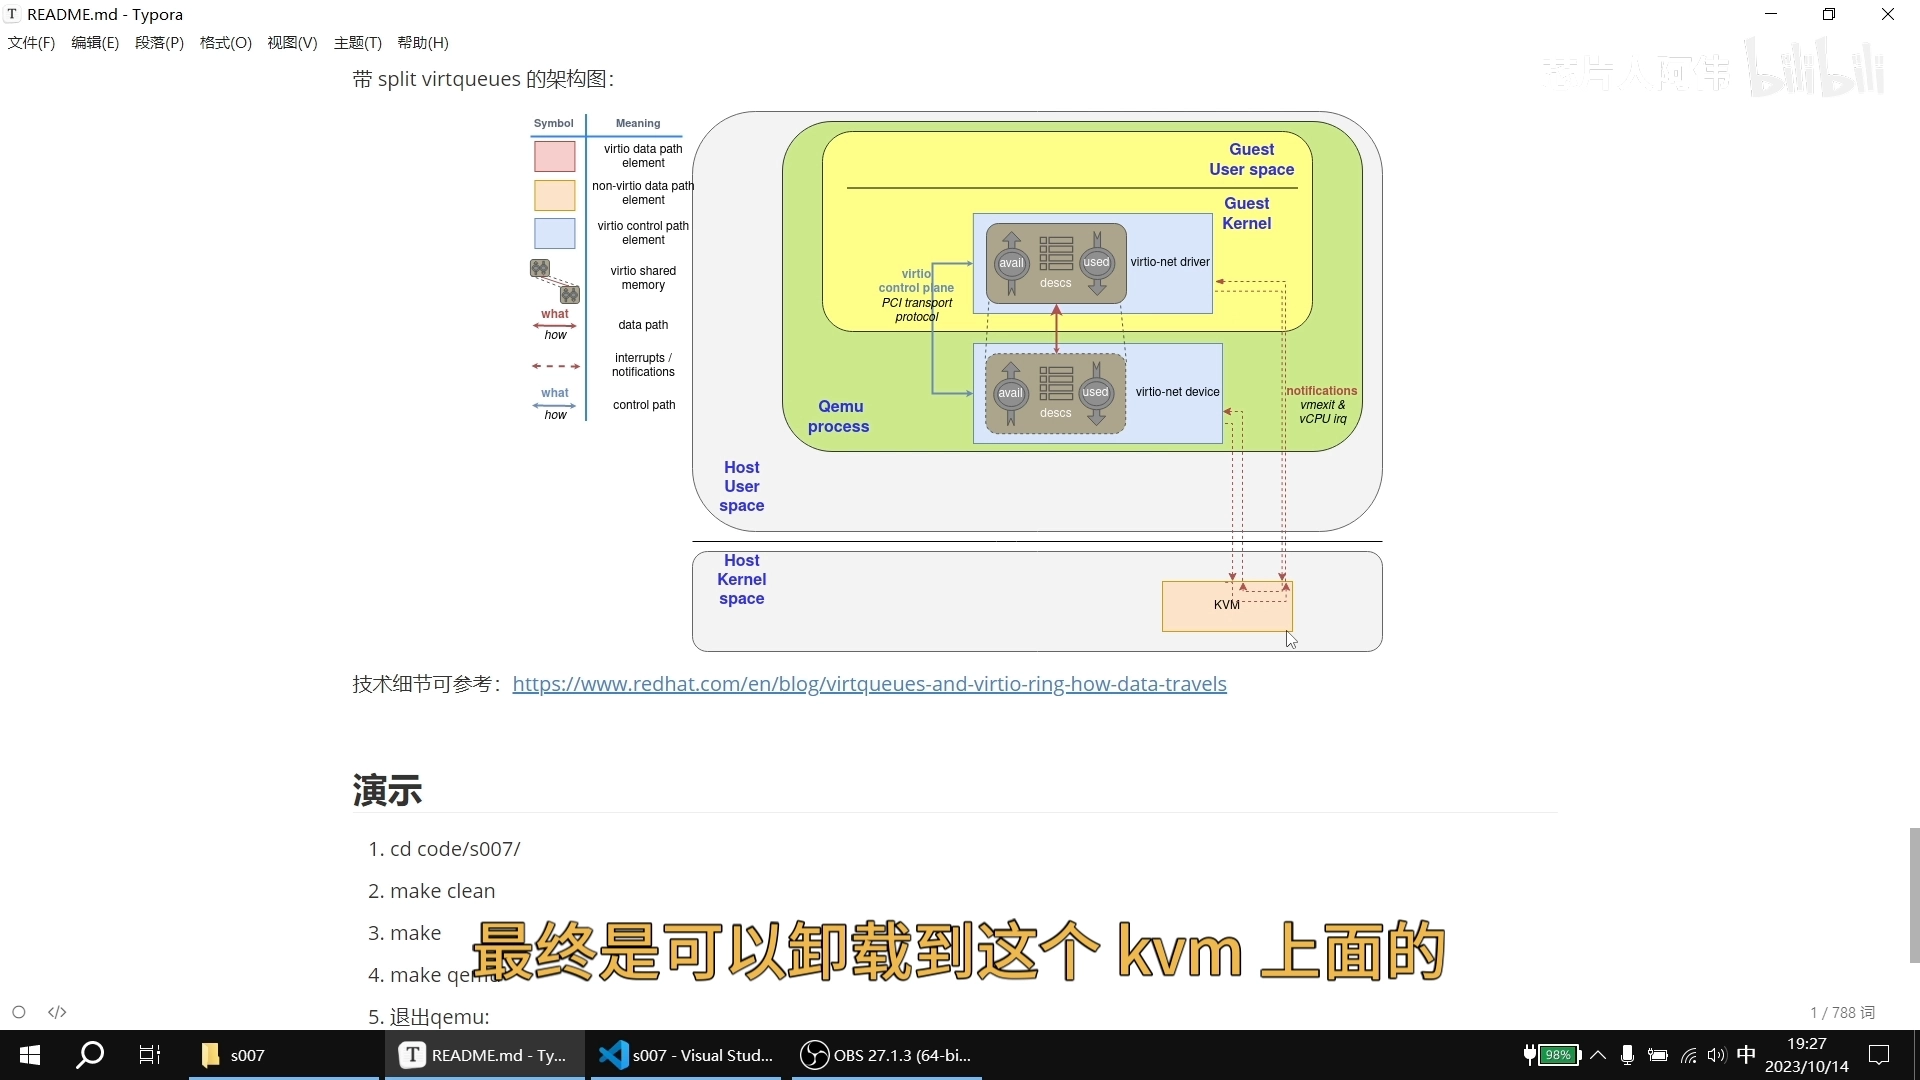 README.md - Typora
文件(F) 编辑(E) 段落(P) 格式(O) 视图(V) 主题(T) 帮助(H)
芯片人阿伟 bilibili
带 split virtqueues 的架构图：
Symbol Meaning
virtio data path
element
non-virtio data path
element
virtio control path
element
virtio shared
memory
what
how
data path
interrupts /
notifications
what
how
control path
Guest
User space
Guest
Kernel
avail
descs
used
virtio-net driver
virtio
control plane
PCI transport
protocol
avail
descs
used
virtio-net device
Qemu
process
notifications
vmexit &
vCPU irq
Host
User
space
Host
Kernel
space
KVM
技术细节可参考：https://www.redhat.com/en/blog/virtqueues-and-virtio-ring-how-data-travels
演示
1. cd code/s007/
2. make clean
3. make
4. make qemu
最终是可以卸载到这个 kvm 上面的
5. 退出qemu:
1 / 788 词
s007
README.md - Ty...
s007 - Visual Stud...
OBS 27.1.3 (64-bi...
98%
中
19:27
2023/10/14